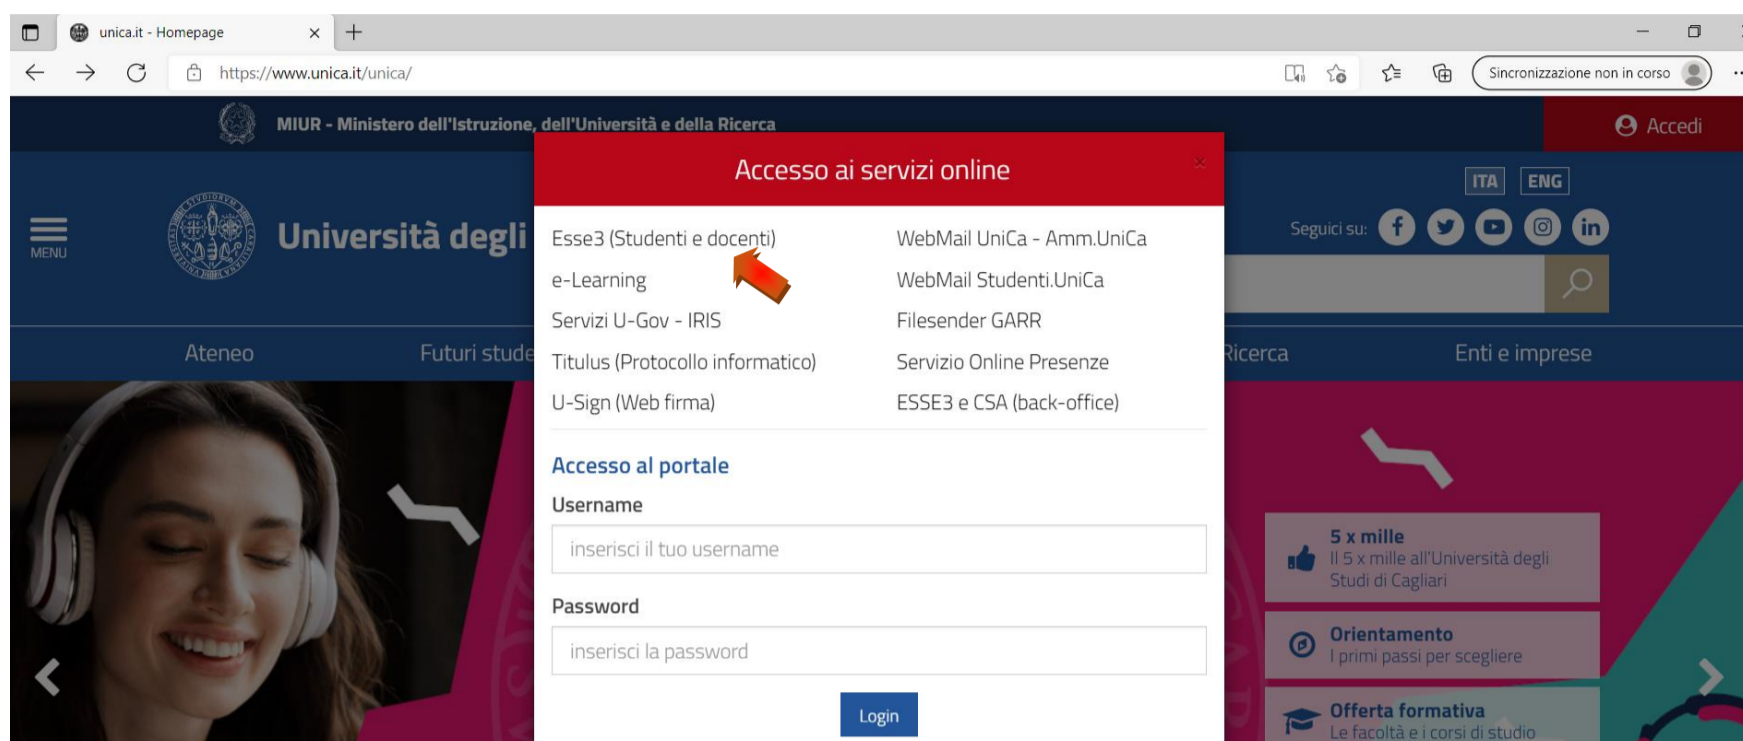 unica.it - Homepage
https://www.unica.it/unica/
Sincronizzazione non in corso
MIUR - Ministero dell'Istruzione, dell'Università e della Ricerca
Accedi
Accesso ai servizi online
×
ITA ENG
MENU
Università degli
Seguici su:
Esse3 (Studenti e docenti)
WebMail UniCa - Amm.UniCa
e-Learning
WebMail Studenti.UniCa
Servizi U-Gov - IRIS
Filesender GARR
Ateneo
Futuri stude
Titulus (Protocollo informatico)
Servizio Online Presenze
Ricerca
Enti e imprese
U-Sign (Web firma)
ESSE3 e CSA (back-office)
Accesso al portale
Username
inserisci il tuo username
Password
inserisci la password
Login
5 x mille
Il 5 x mille all'Università degli
Studi di Cagliari
Orientamento
I primi passi per scegliere
Offerta formativa
Le facoltà e i corsi di studio